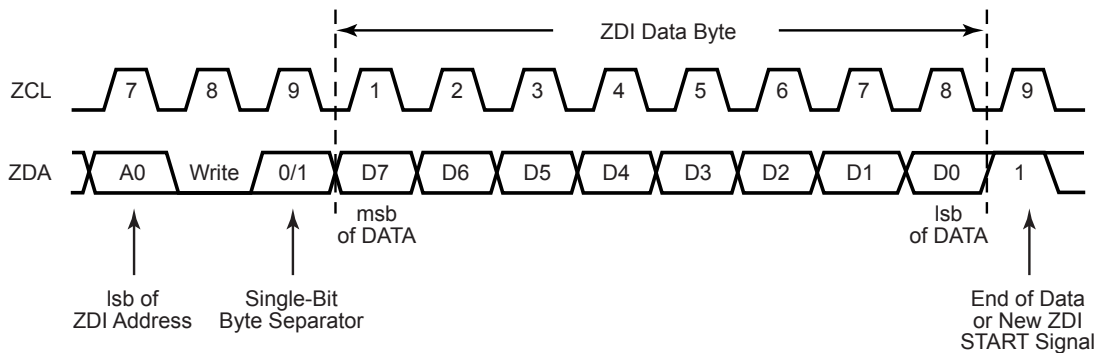 ZDI Data Byte
ZCL 7 8 9 1 2 3 4 5 6 7 8 9
ZDA A0 Write 0/1 D7 D6 D5 D4 D3 D2 D1 D0 1
msb
of DATA
lsb
of DATA
lsb of
ZDI Address
Single-Bit
Byte Separator
End of Data
or New ZDI
START Signal